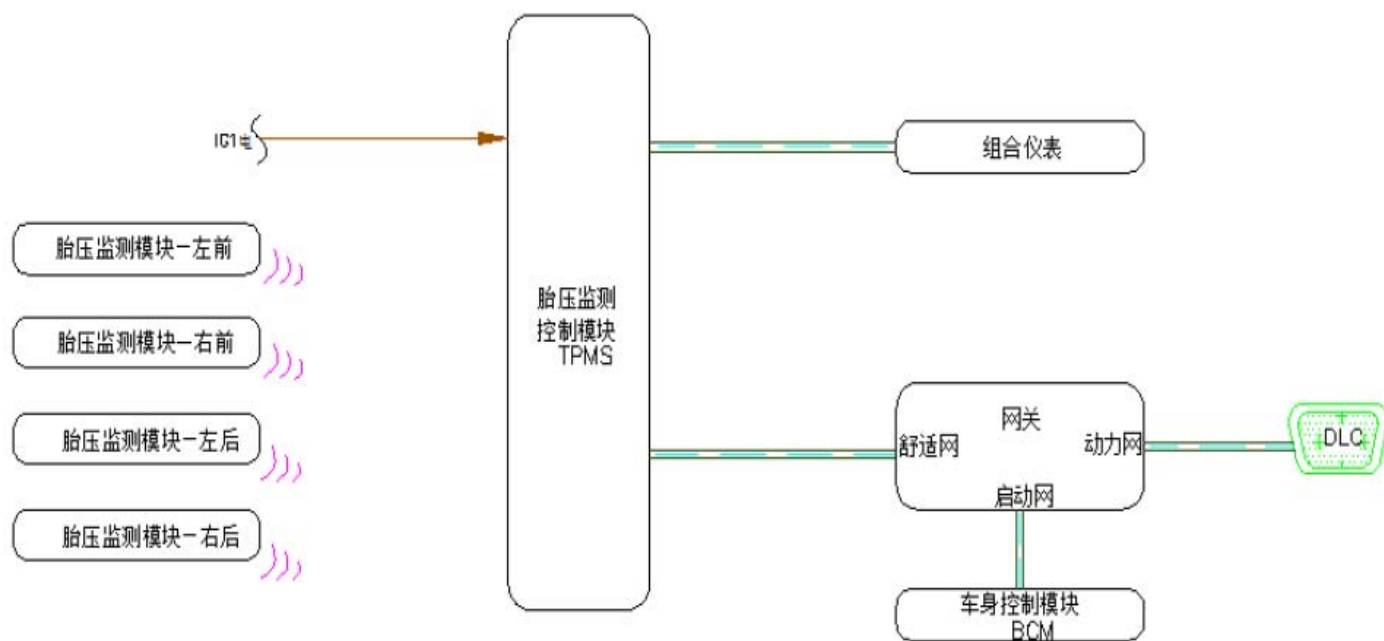 IG1电
胎压监测模块-左前
胎压监测模块-右前
胎压监测模块-左后
胎压监测模块-右后
胎压监测
控制模块
TPMS
组合仪表
网关
舒适网
动力网
启动网
DLC
车身控制模块
BCM